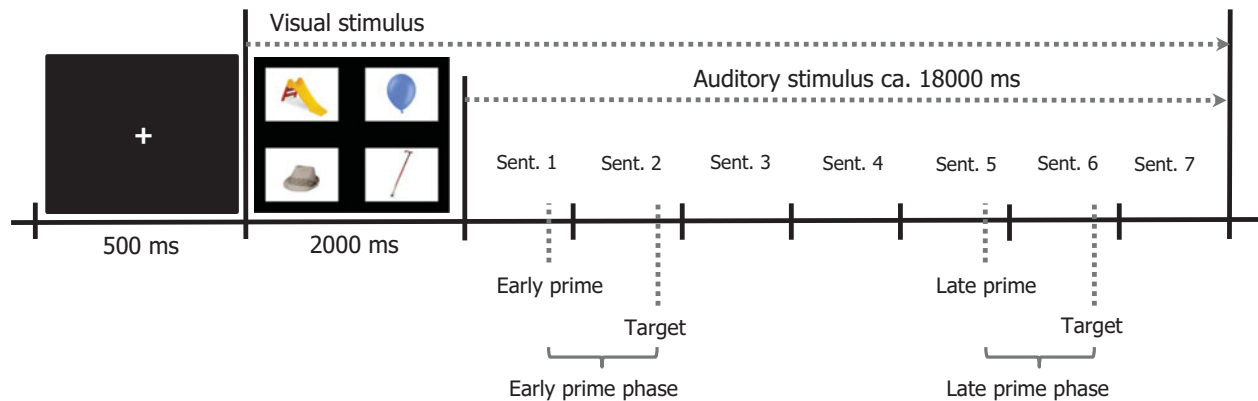 Visual stimulus
Auditory stimulus ca. 18000 ms
+
Sent. 1 Sent. 2 Sent. 3 Sent. 4 Sent. 5 Sent. 6 Sent. 7
500 ms 2000 ms
Early prime Late prime
Target Target
Early prime phase Late prime phase